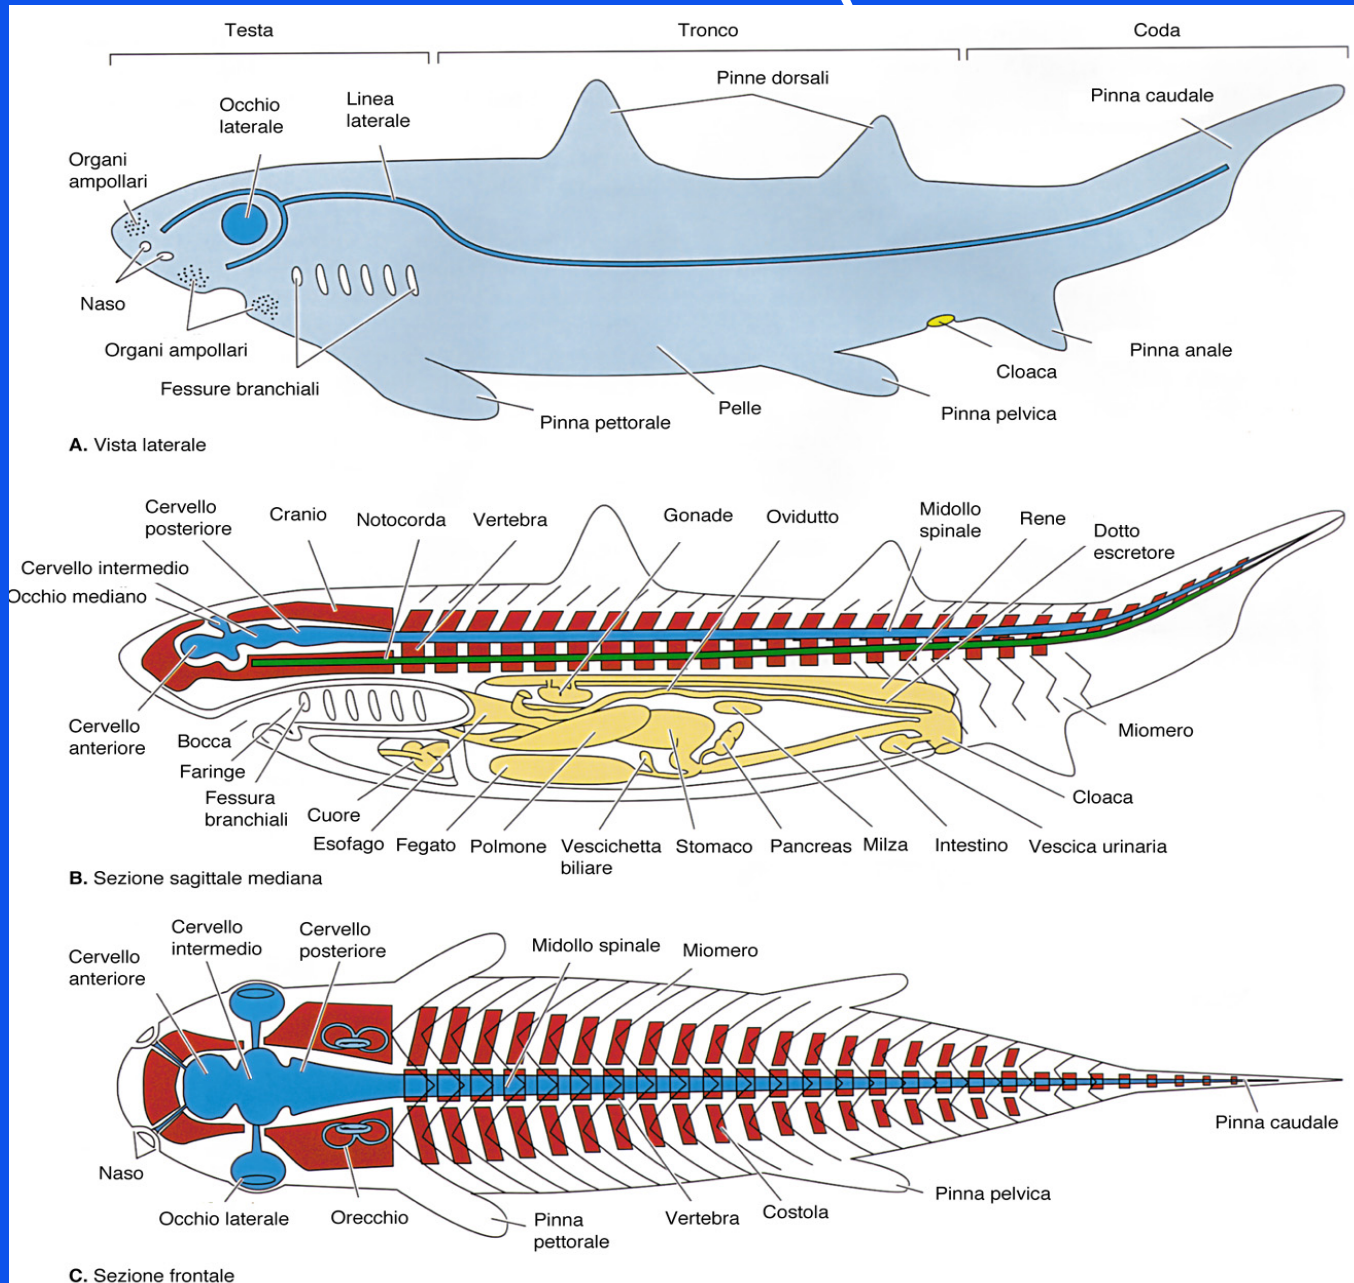 Testa
Tronco
Coda
Pinne dorsali
Pinna caudale
Occhio
laterale
Linea
laterale
Organi
ampollari
Naso
Organi ampollari
Fessure branchiali
Pinna pettorale
Pelle
Pinna pelvica
Cloaca
Pinna anale
A. Vista laterale
Cervello
posteriore
Cranio
Notocorda
Vertebra
Gonade
Ovidutto
Midollo
spinale
Rene
Dotto
escretore
Cervello intermedio
Occhio mediano
Cervello
anteriore
Bocca
Faringe
Fessura
branchiali
Cuore
Esofago
Fegato
Polmone
Vescichetta
biliare
Stomaco
Pancreas
Milza
Intestino
Vescica urinaria
Cloaca
Miomero
B. Sezione sagittale mediana
Cervello
anteriore
Cervello
intermedio
Cervello
posteriore
Midollo spinale
Miomero
Pinna caudale
Naso
Occhio laterale
Orecchio
Pinna
pettorale
Vertebra
Costola
Pinna pelvica
C. Sezione frontale